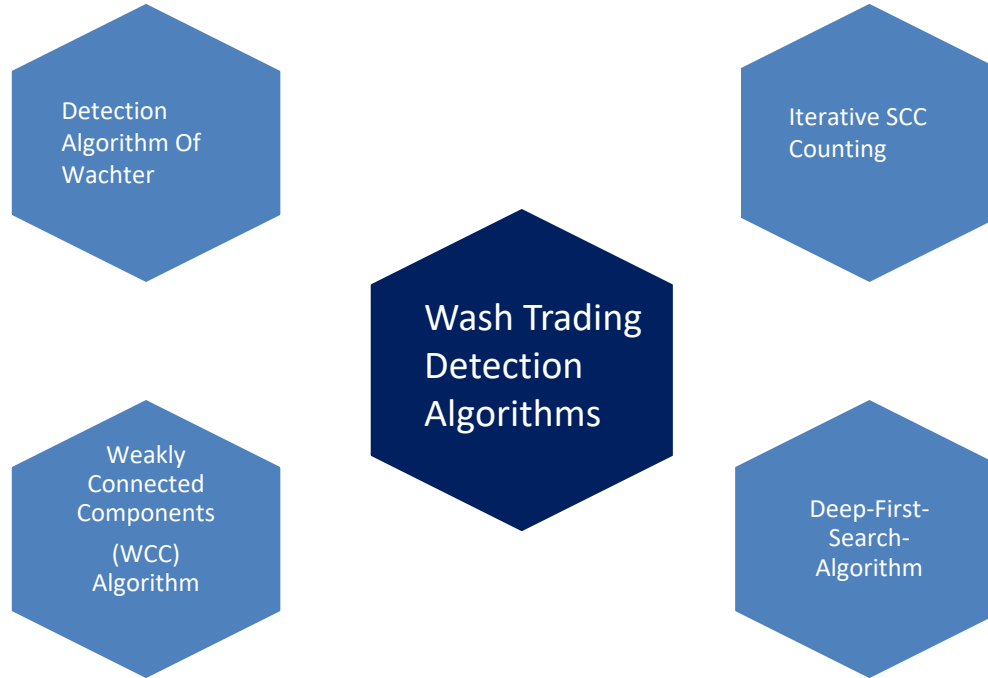 Detection
Algorithm Of
Wachter
Iterative SCC
Counting
Wash Trading
Detection
Algorithms
Weakly
Connected
Components
(WCC)
Algorithm
Deep-First-
Search-
Algorithm